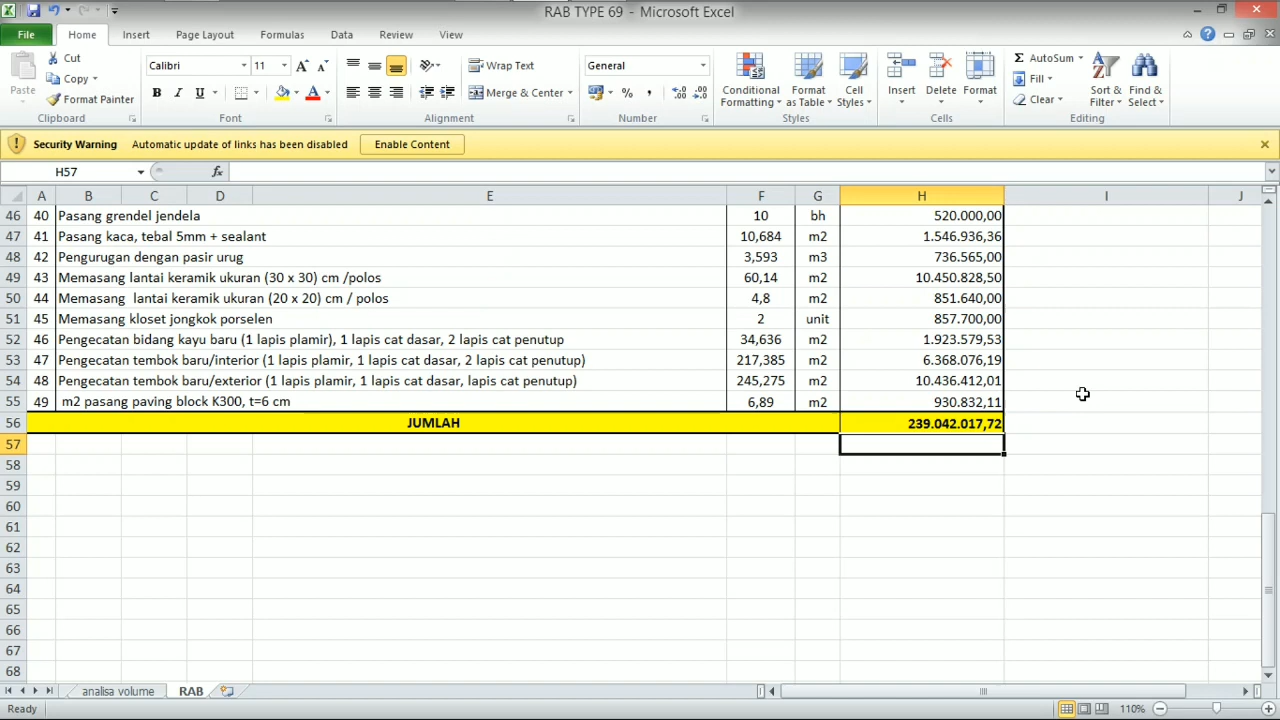 RAB TYPE 69 - Microsoft Excel
File Home Insert Page Layout Formulas Data Review View
Cut
Copy
Format Painter
Paste
Clipboard
Calibri 11
B I U
Font
Wrap Text
Merge & Center
Alignment
General
%
Number
Conditional Formatting
Format as Table
Cell Styles
Styles
Insert Delete Format
Cells
AutoSum
Fill
Clear
Sort & Filter
Find & Select
Editing
Security Warning Automatic update of links has been disabled Enable Content
H57 fx
A B C D E F G H I J
46 40 Pasang grendel jendela 10 bh 520.000,00
47 41 Pasang kaca, tebal 5mm + sealant 10,684 m2 1.546.936,36
48 42 Pengurugan dengan pasir urug 3,593 m3 736.565,00
49 43 Memasang lantai keramik ukuran (30 x 30) cm /polos 60,14 m2 10.450.828,50
50 44 Memasang lantai keramik ukuran (20 x 20) cm / polos 4,8 m2 851.640,00
51 45 Memasang kloset jongkok porselen 2 unit 857.700,00
52 46 Pengecatan bidang kayu baru (1 lapis plamir), 1 lapis cat dasar, 2 lapis cat penutup 34,636 m2 1.923.579,53
53 47 Pengecatan tembok baru/interior (1 lapis plamir, 1 lapis cat dasar, 2 lapis cat penutup) 217,385 m2 6.368.076,19
54 48 Pengecatan tembok baru/exterior (1 lapis plamir, 1 lapis cat dasar, lapis cat penutup) 245,275 m2 10.436.412,01
55 49 m2 pasang paving block K300, t=6 cm 6,89 m2 930.832,11
56 JUMLAH 239.042.017,72
57
58
59
60
61
62
63
64
65
66
67
68
analisa volume RAB
Ready 110%